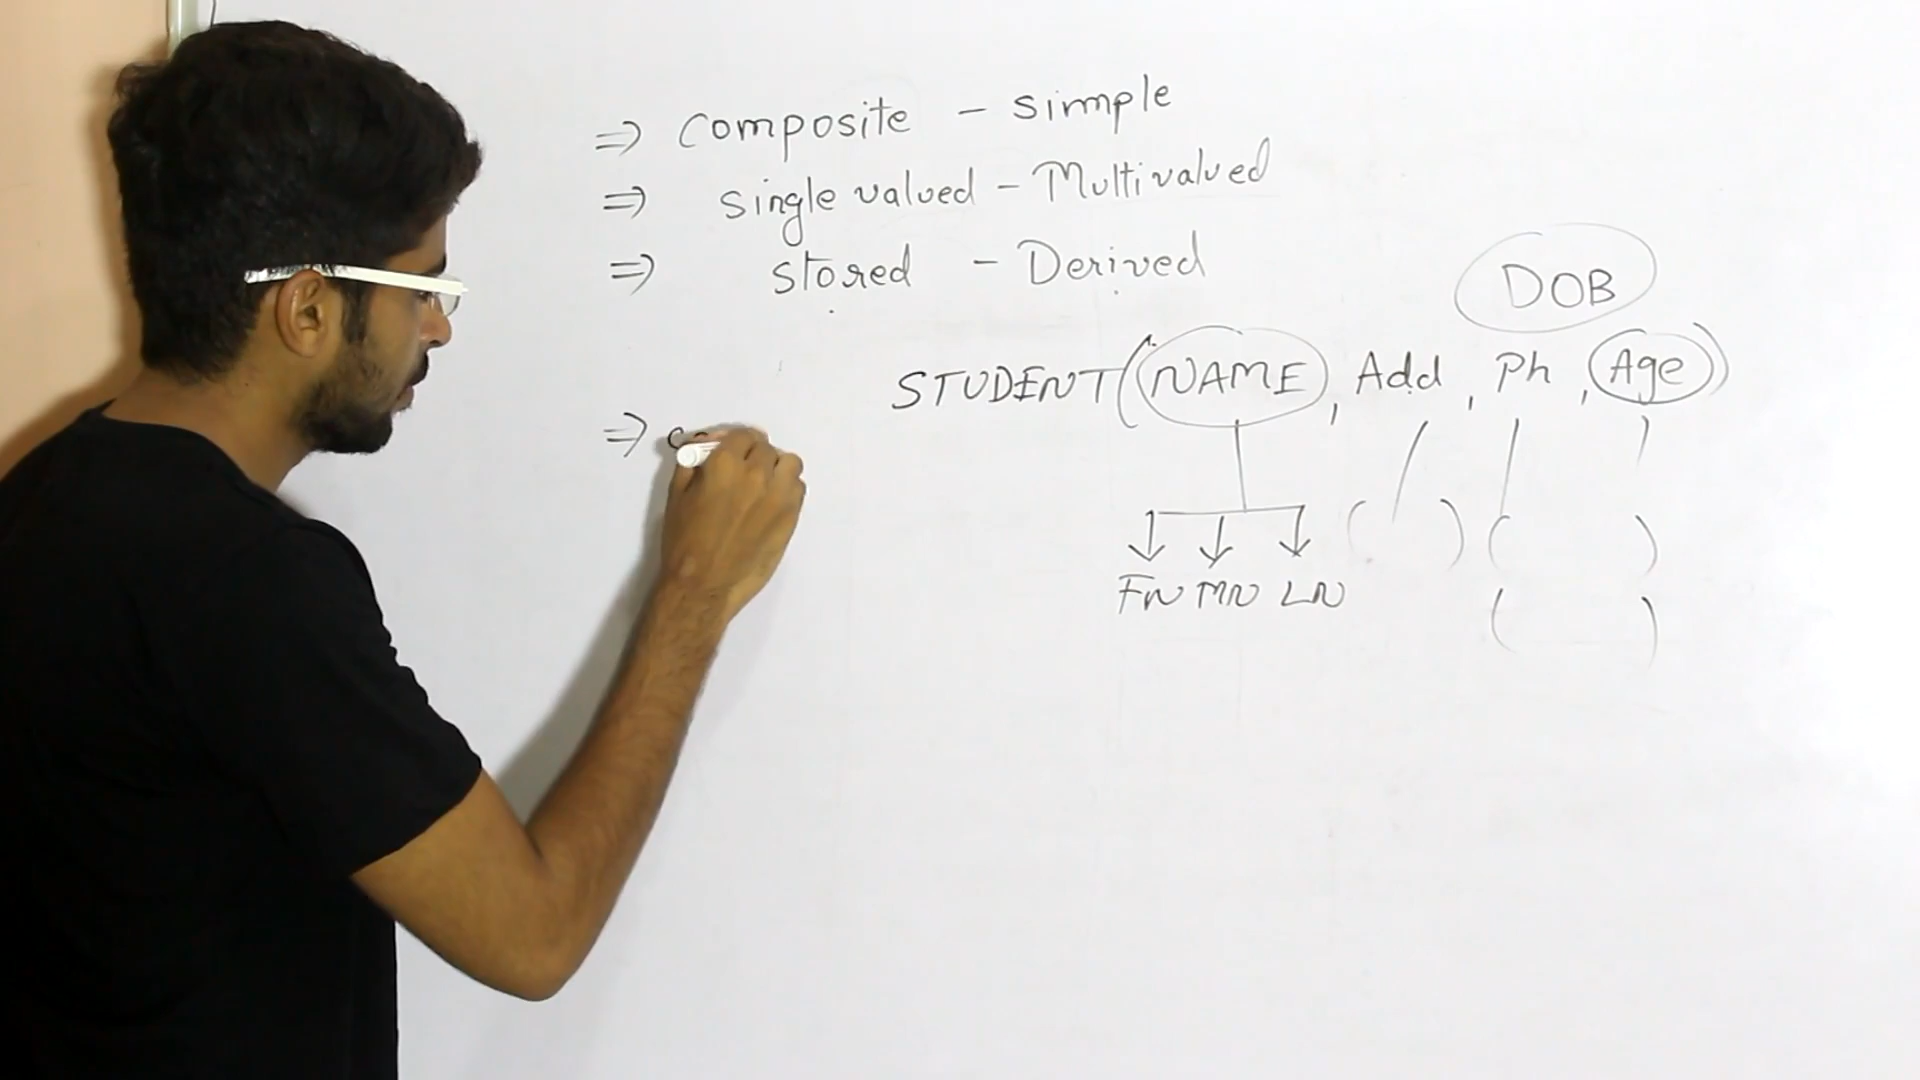 ⇒ composite - simple
⇒ single valued - Multivalued
⇒ stored - Derived
DOB
STUDENT (NAME, Add, Ph, Age)
FN MN LN
⇒